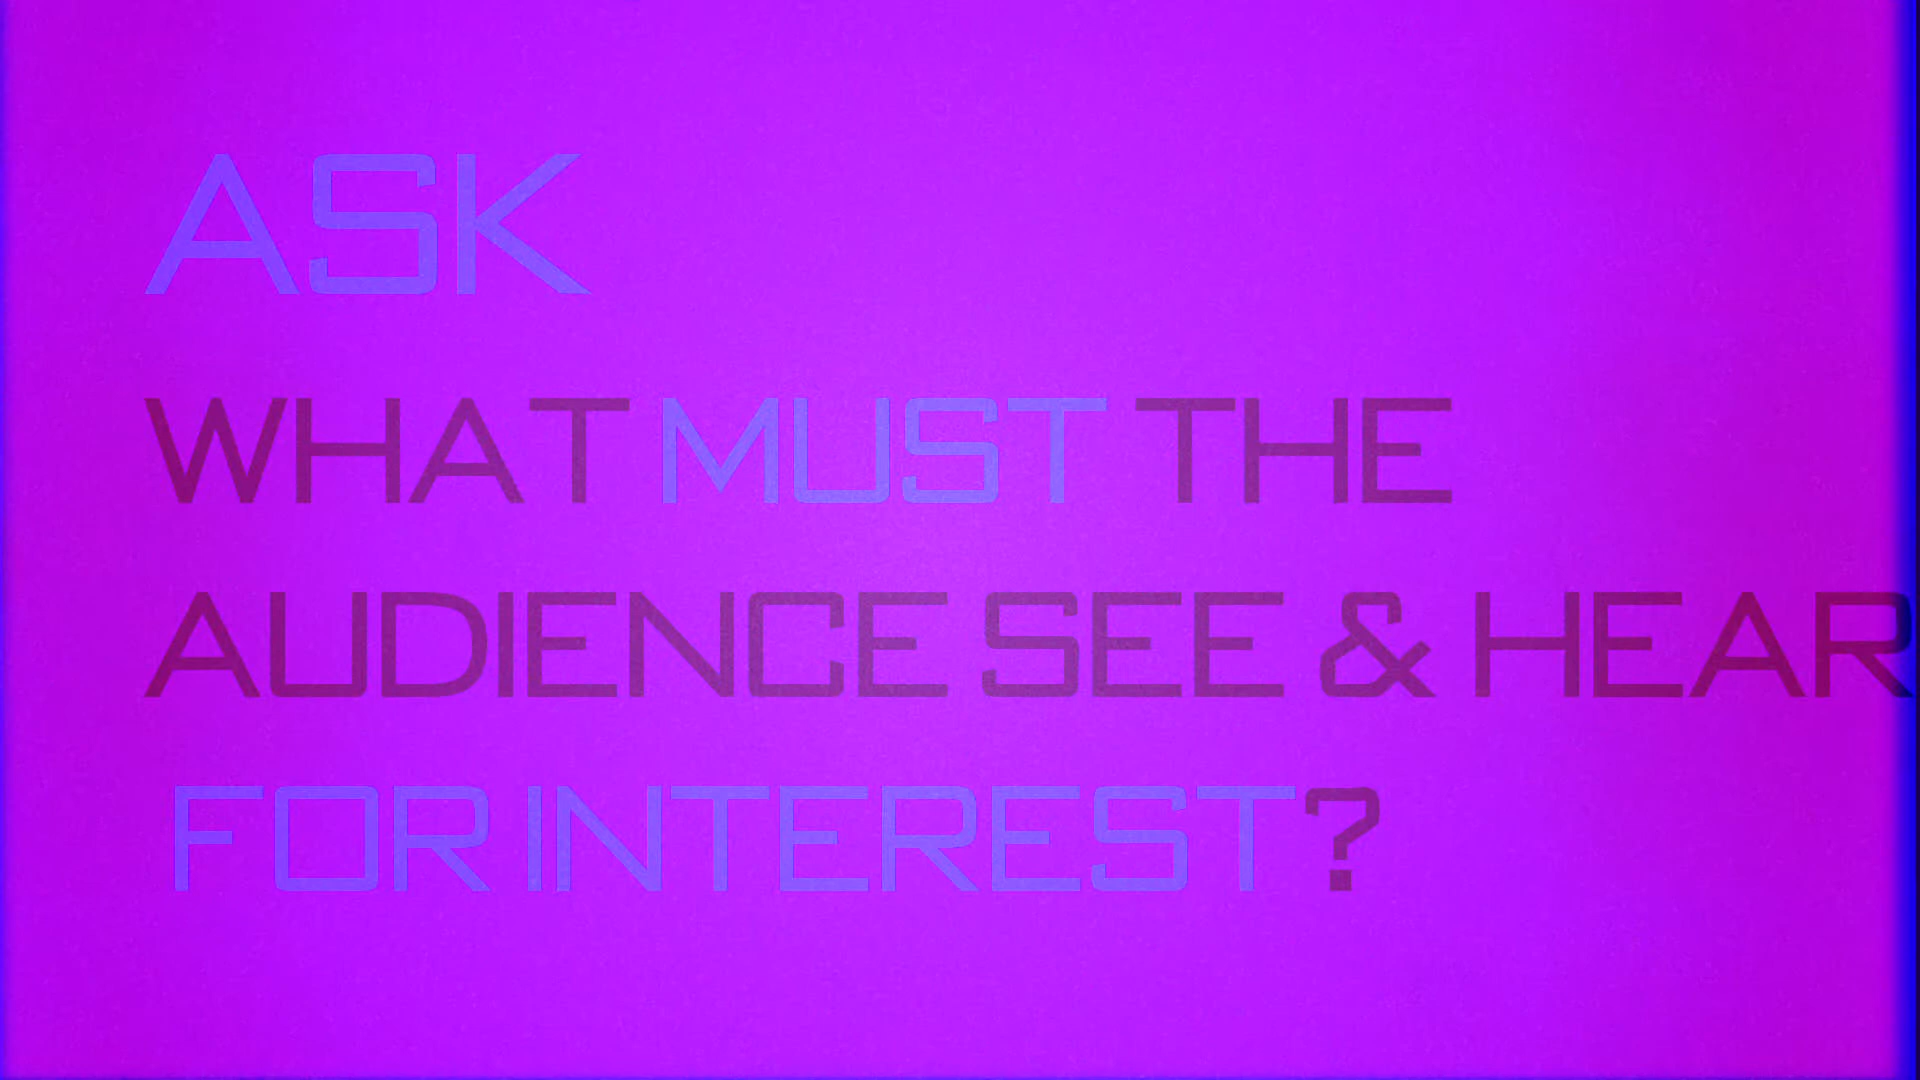 ASK
WHAT MUST THE
AUDIENCE SEE & HEAR
FOR INTEREST?